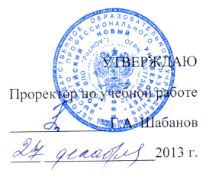 УТВЕРЖДАЮ
Проректор по учебной работе
Г.А. Шабанов
27 декабря 2013 г.